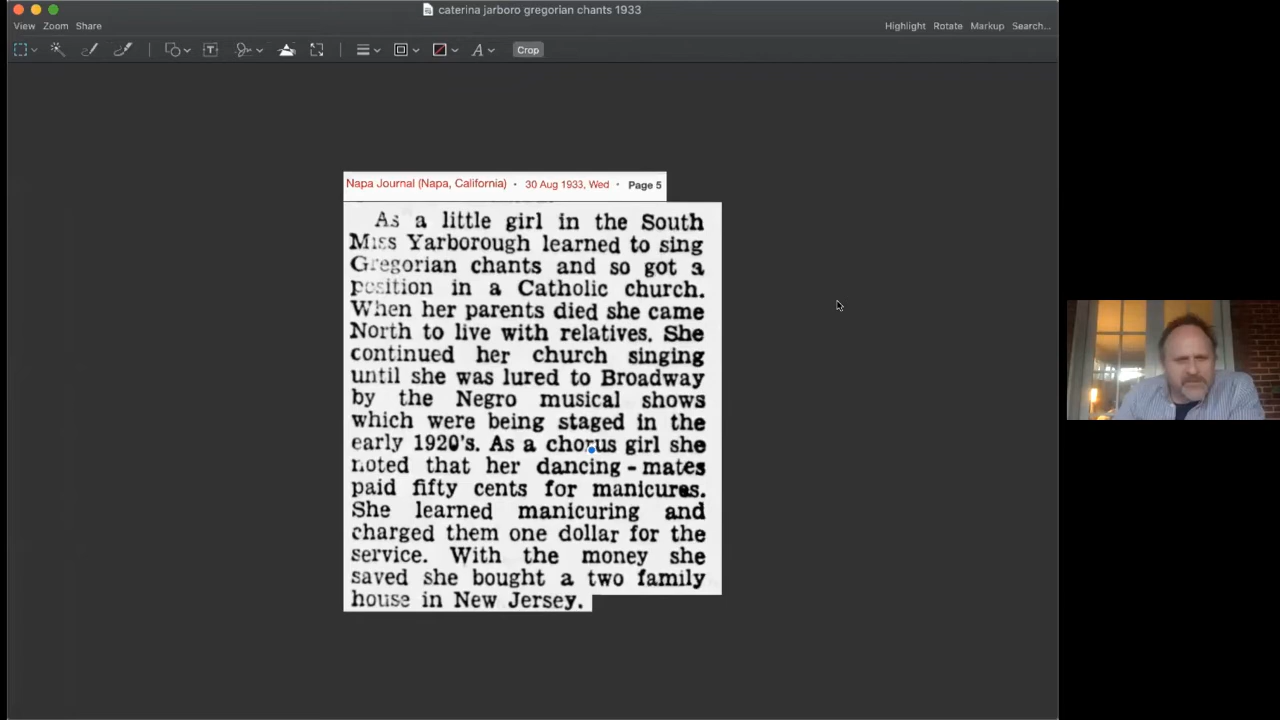 caterina jarboro gregorian chants 1933
View Zoom Share
Highlight Rotate Markup Search...
Crop
Napa Journal (Napa, California) · 30 Aug 1933, Wed · Page 5
As a little girl in the South
Miss Yarborough learned to sing
Gregorian chants and so got a
position in a Catholic church.
When her parents died she came
North to live with relatives. She
continued her church singing
until she was lured to Broadway
by the Negro musical shows
which were being staged in the
early 1920's. As a chorus girl she
noted that her dancing-mates
paid fifty cents for manicures.
She learned manicuring and
charged them one dollar for the
service. With the money she
saved she bought a two family
house in New Jersey.